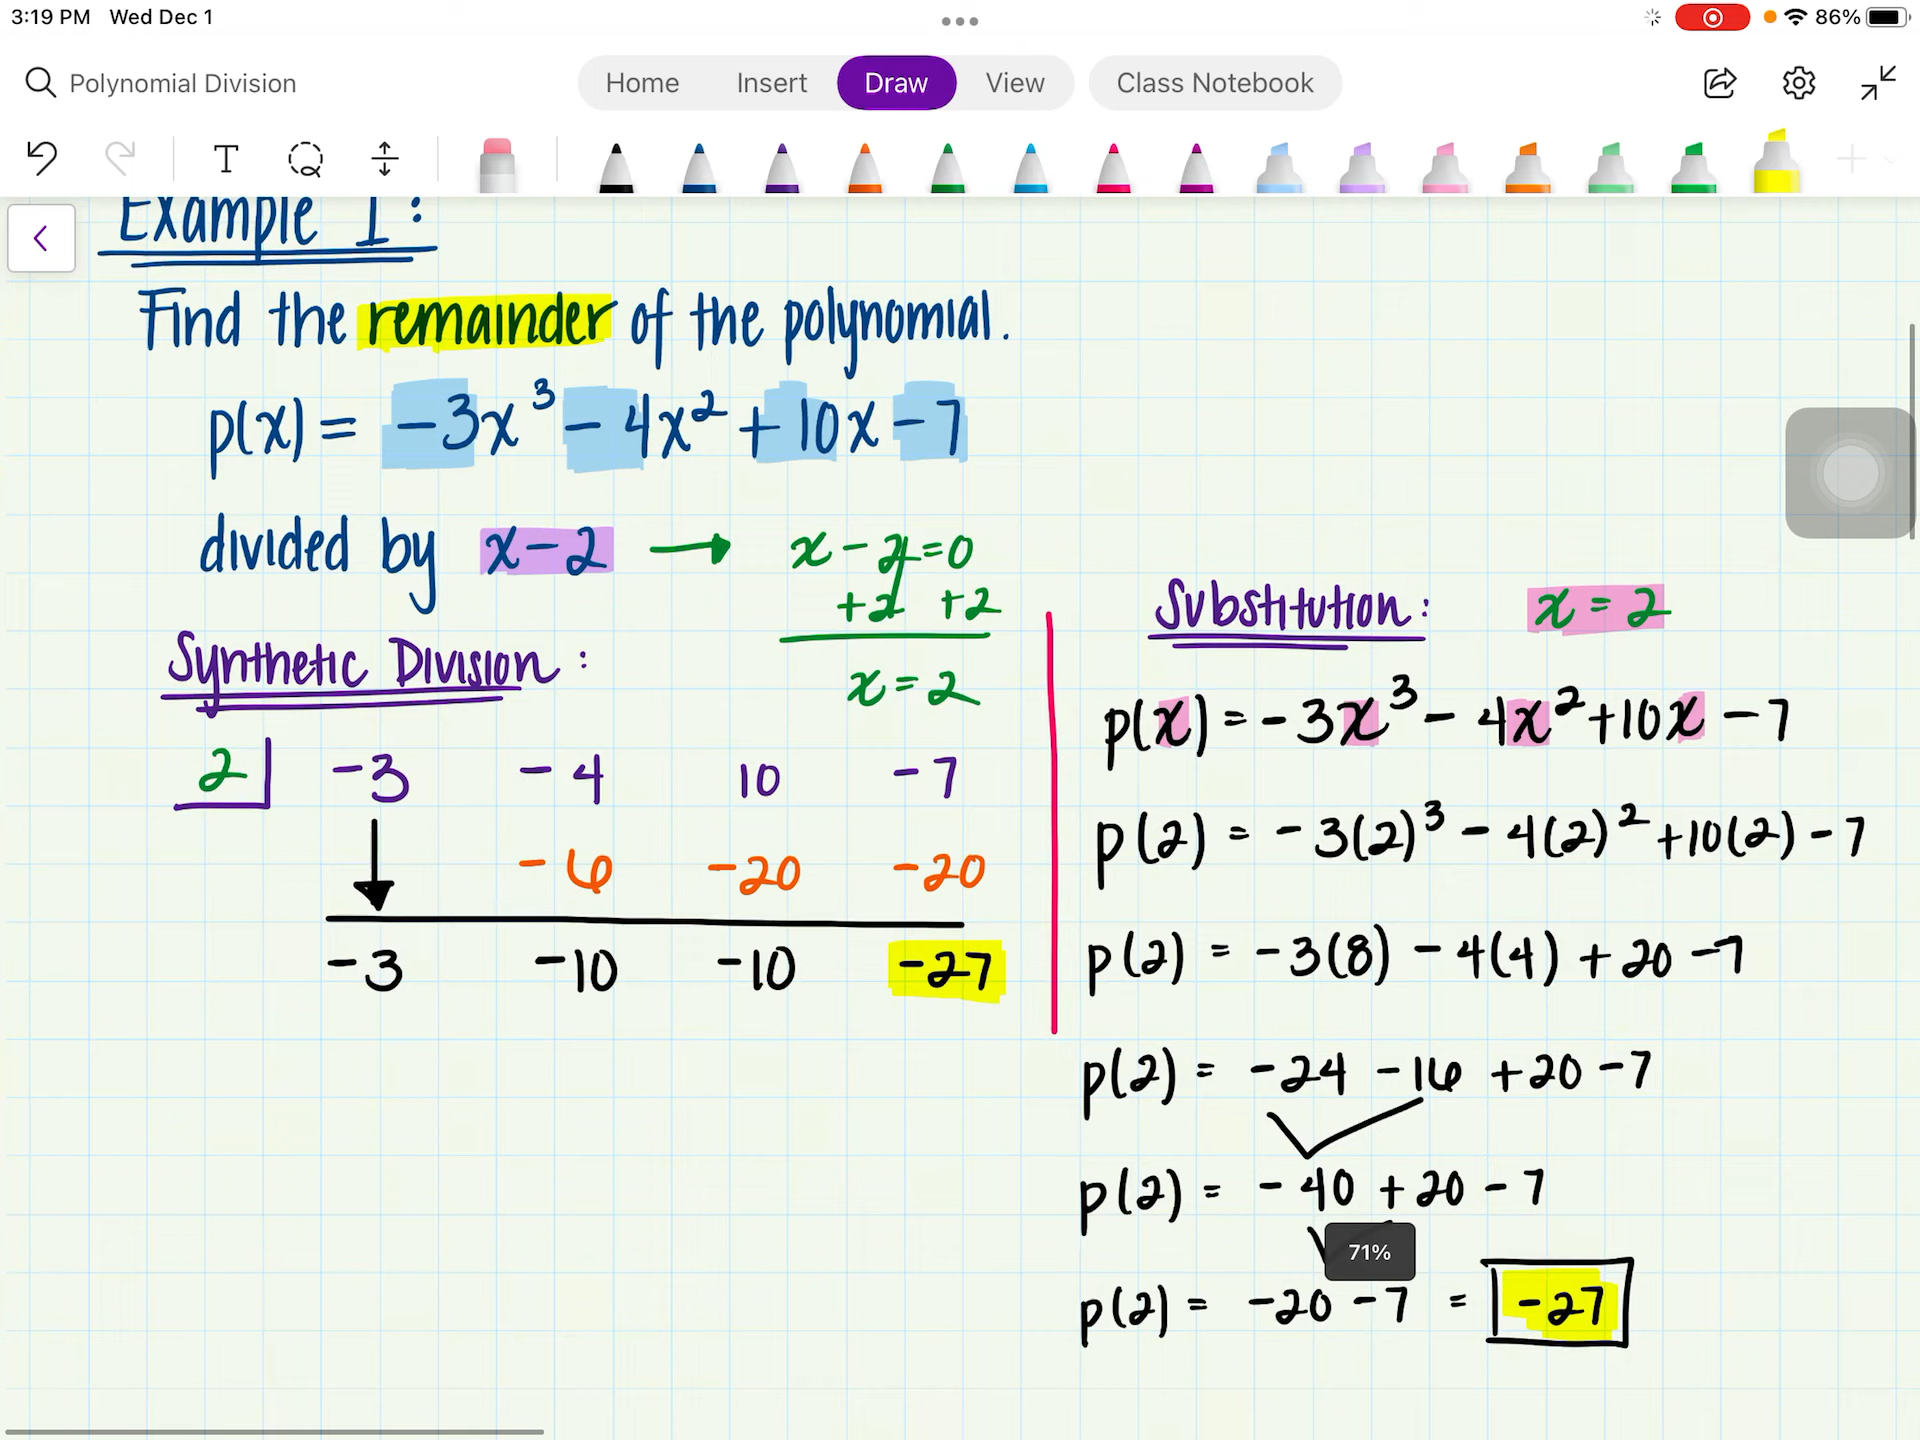 3:19 PM Wed Dec 1
86%
Polynomial Division
Home Insert Draw View Class Notebook
T
Example 1:
Find the remainder of the polynomial.
p(x) = -3x³ - 4x² + 10x - 7
divided by x-2 → x - 2 = 0
+2 +2
x = 2
Synthetic Division:
2 -3 -4 10 -7
-6 -20 -20
-3 -10 -10 -27
Substitution: x = 2
p(x) = -3x³ - 4x² + 10x - 7
p(2) = -3(2)³ - 4(2)² + 10(2) - 7
p(2) = -3(8) - 4(4) + 20 - 7
p(2) = -24 - 16 + 20 - 7
p(2) = -40 + 20 - 7
71%
p(2) = -20 - 7 = -27